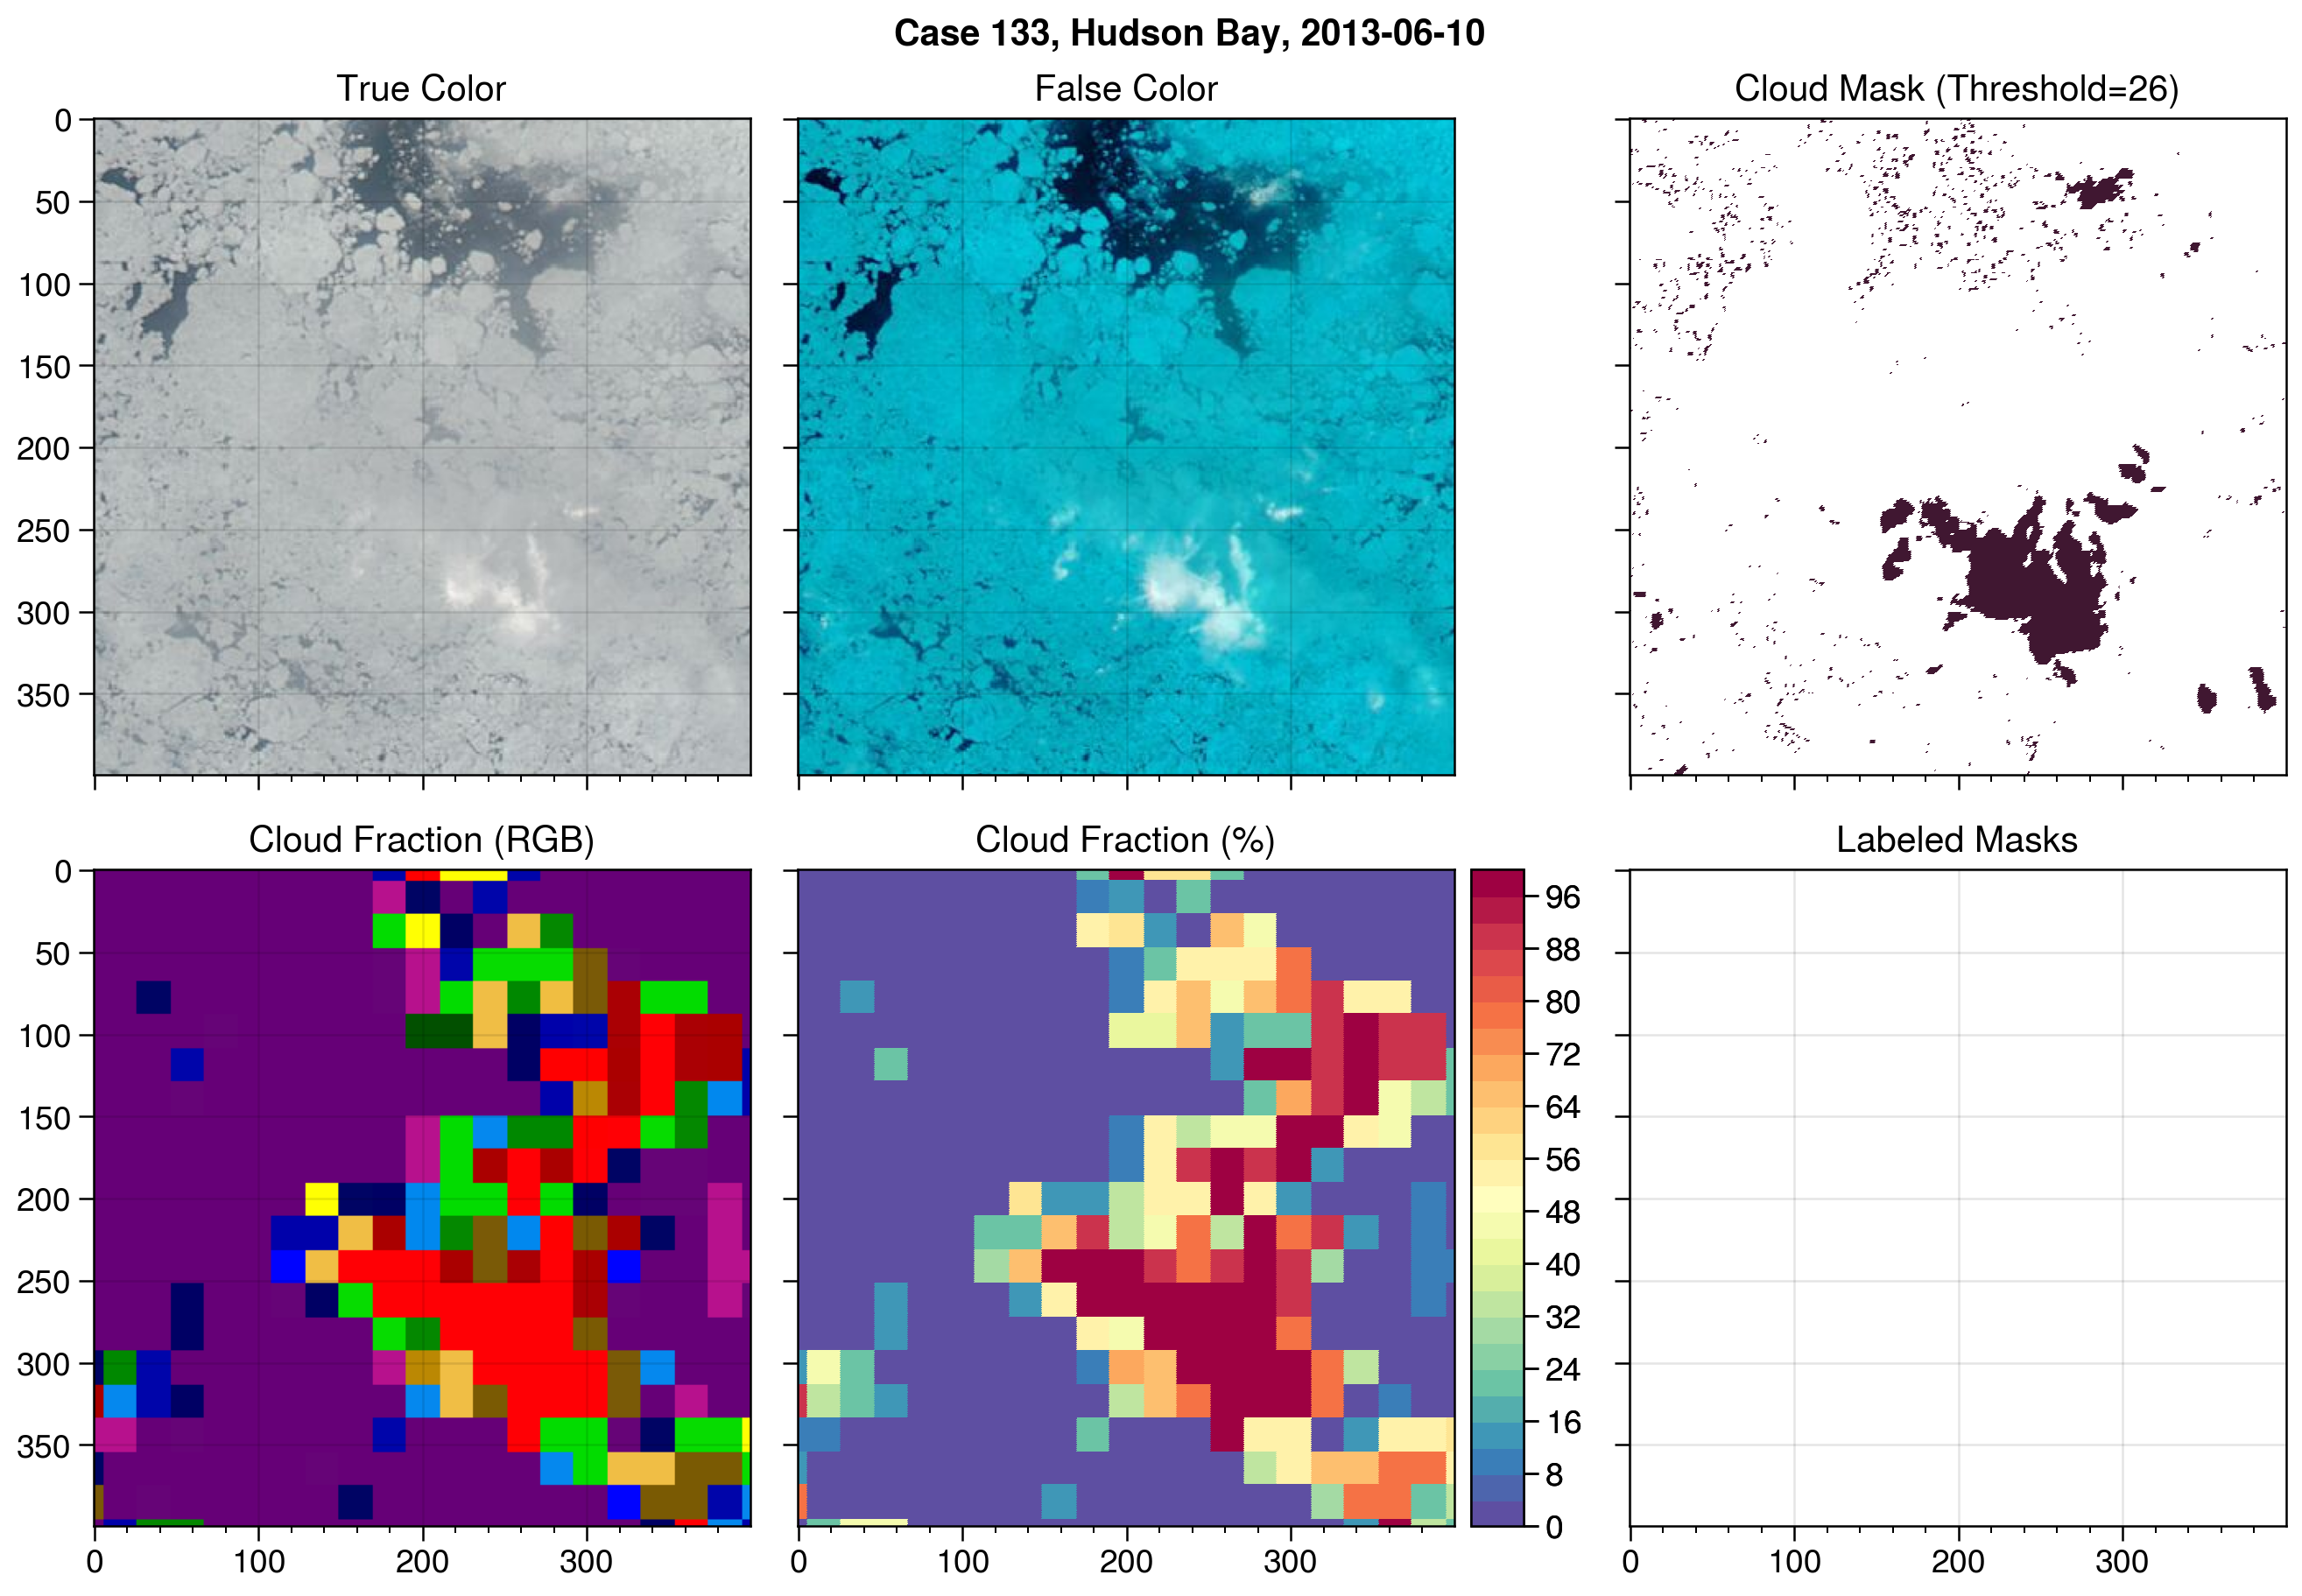 Case 133, Hudson Bay, 2013-06-10
True Color
False Color
Cloud Mask (Threshold=26)
0
50
100
150
200
250
300
350
Cloud Fraction (RGB)
Cloud Fraction (%)
Labeled Masks
0
50
100
150
200
250
300
350
96
88
80
72
64
56
48
40
32
24
16
8
0
0 100 200 300
0 100 200 300
0 100 200 300